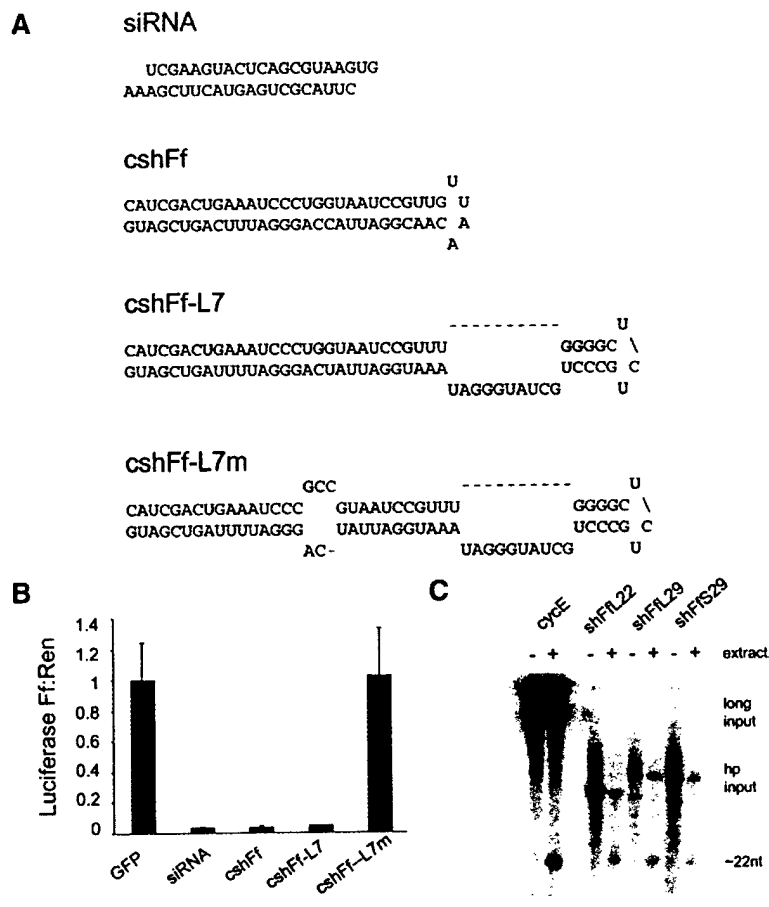 A
siRNA
UCGAAGUACUCAGCGUAAGUG
AAAGCUUCAUGAGUCGCAUUC
cshFf
U
CAUCGACUGAAAUCCCUGGUAAUCCGUUG U
GUAGCUGACUUUAGGGACCAUUAGGCAAC A
A
cshFf-L7
---------- U
CAUCGACUGAAAUCCCUGGUAAUCCGUUU GGGGC \
GUAGCUGAUUUUAGGGACUAUUAGGUAAA UCCCG C
UAGGGUAUCG U
cshFf-L7m
GCC ---------- U
CAUCGACUGAAAUCCC GUAAUCCGUUU GGGGC \
GUAGCUGAUUUUAGGG UAUUAGGUAAA UCCCG C
AC- UAGGGUAUCG U
B
Luciferase Ff:Ren
1.4
1.2
1
0.8
0.6
0.4
0.2
0
GFP
siRNA
cshFf
cshFf-L7
cshFf--L7m
C
cycE
shFfL22
shFfL29
shFfS29
- + - + - + - + extract
long
input
hp
input
~22nt